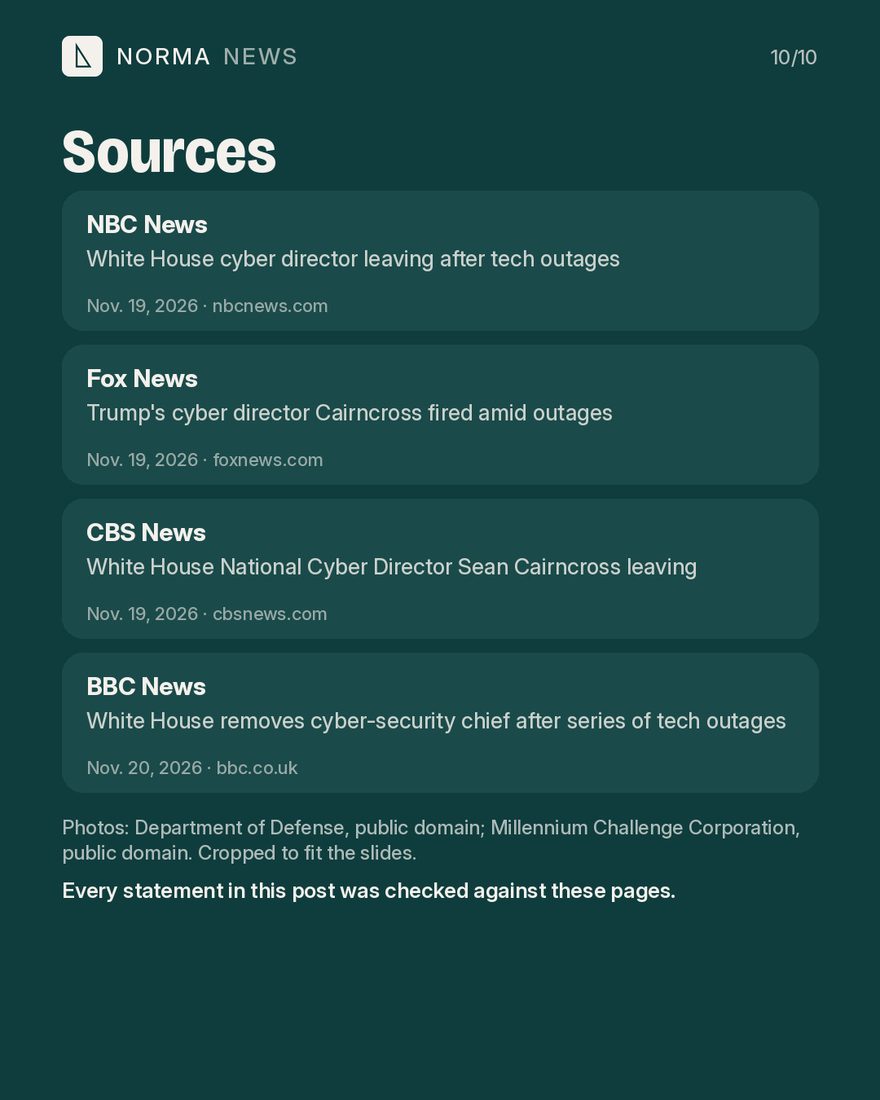 NORMA NEWS
10/10
Sources
NBC News
White House cyber director leaving after tech outages
Nov. 19, 2026 · nbcnews.com
Fox News
Trump's cyber director Cairncross fired amid outages
Nov. 19, 2026 · foxnews.com
CBS News
White House National Cyber Director Sean Cairncross leaving
Nov. 19, 2026 · cbsnews.com
BBC News
White House removes cyber-security chief after series of tech outages
Nov. 20, 2026 · bbc.co.uk
Photos: Department of Defense, public domain; Millennium Challenge Corporation,
public domain. Cropped to fit the slides.
Every statement in this post was checked against these pages.